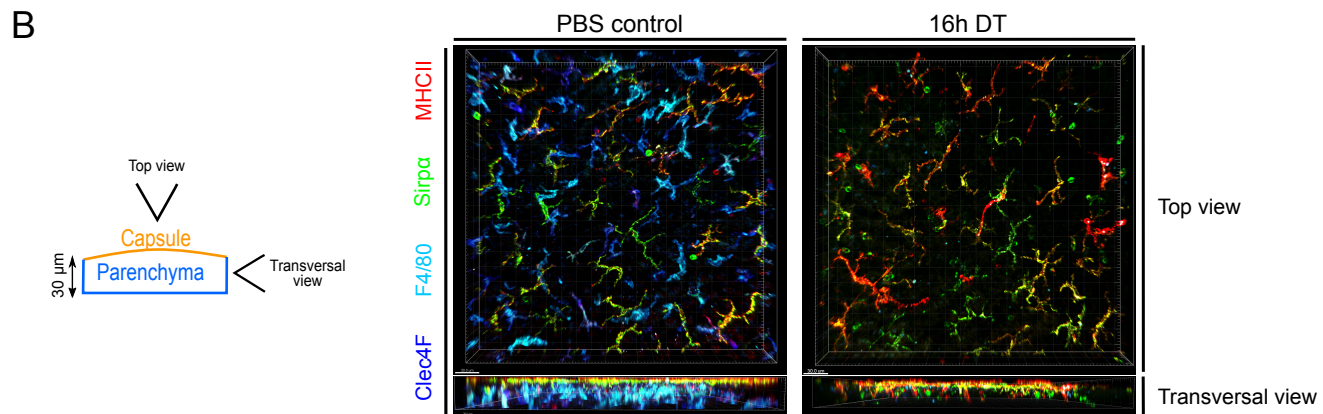 B
PBS control
16h DT
MHCII
Sirpα
F4/80
Clec4F
Top view
Capsule
Parenchyma
30 µm
Transversal
view
Top view
Transversal view